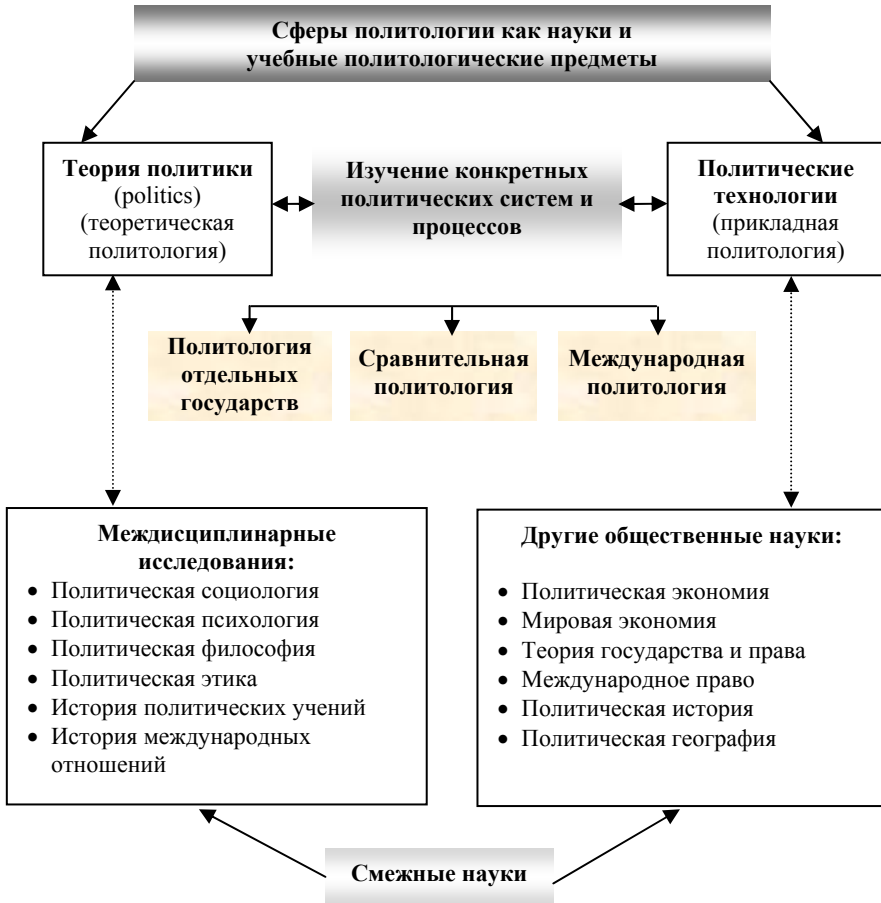 Сферы политологии как науки и
учебные политологические предметы
Теория политики
(politics)
(теоретическая
политология)
Изучение конкретных
политических систем и
процессов
Политические
технологии
(прикладная
политология)
Политология
отдельных
государств
Сравнительная
политология
Международная
политология
Междисциплинарные
исследования:
• Политическая социология
• Политическая психология
• Политическая философия
• Политическая этика
• История политических учений
• История международных
отношений
Другие общественные науки:
• Политическая экономия
• Мировая экономия
• Теория государства и права
• Международное право
• Политическая история
• Политическая география
Смежные науки